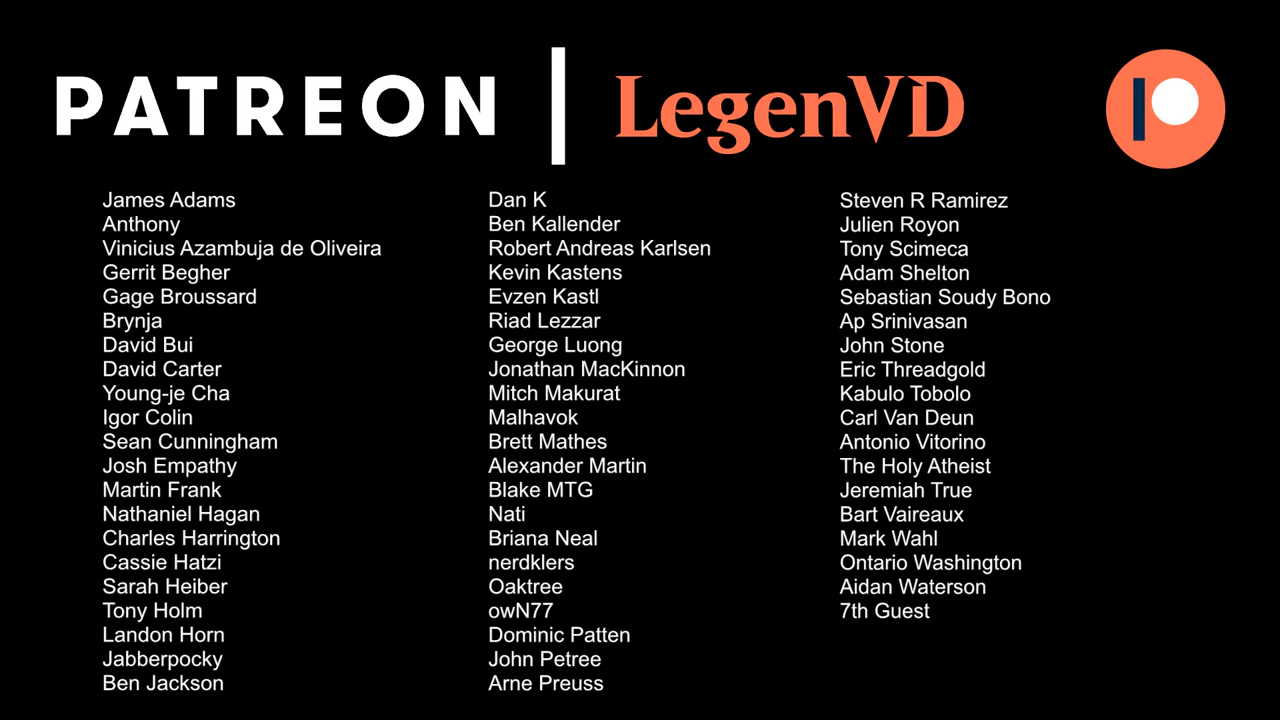 PATREON | LegenVD
James Adams
Anthony
Vinicius Azambuja de Oliveira
Gerrit Begher
Gage Broussard
Brynja
David Bui
David Carter
Young-je Cha
Igor Colin
Sean Cunningham
Josh Empathy
Martin Frank
Nathaniel Hagan
Charles Harrington
Cassie Hatzi
Sarah Heiber
Tony Holm
Landon Horn
Jabberpocky
Ben Jackson
Dan K
Ben Kallender
Robert Andreas Karlsen
Kevin Kastens
Evzen Kastl
Riad Lezzar
George Luong
Jonathan MacKinnon
Mitch Makurat
Malhavok
Brett Mathes
Alexander Martin
Blake MTG
Nati
Briana Neal
nerdklers
Oaktree
owN77
Dominic Patten
John Petree
Arne Preuss
Steven R Ramirez
Julien Royon
Tony Scimeca
Adam Shelton
Sebastian Soudy Bono
Ap Srinivasan
John Stone
Eric Threadgold
Kabulo Tobolo
Carl Van Deun
Antonio Vitorino
The Holy Atheist
Jeremiah True
Bart Vaireaux
Mark Wahl
Ontario Washington
Aidan Waterson
7th Guest